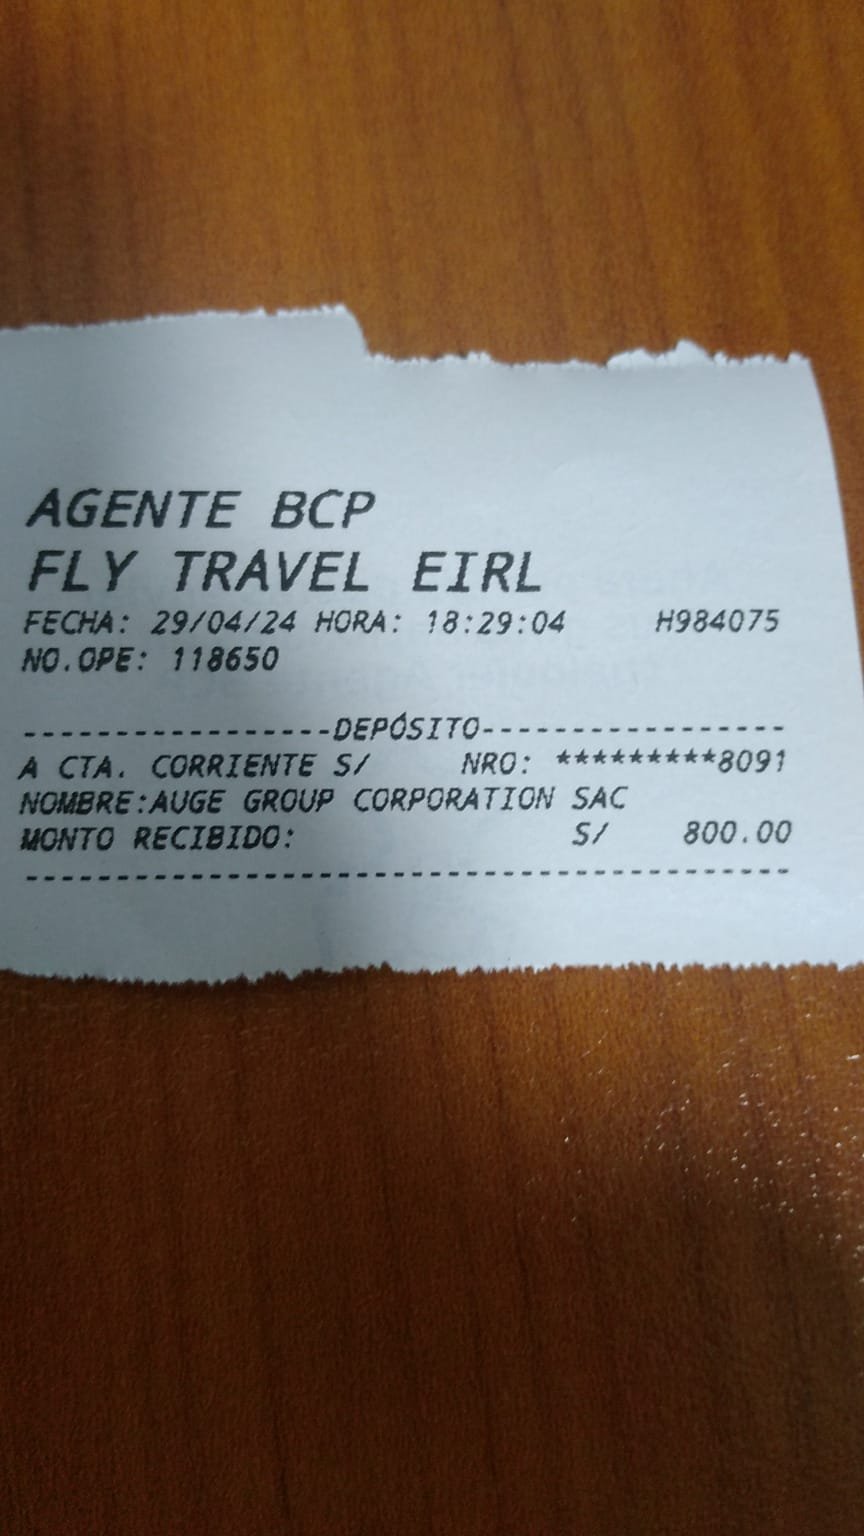 AGENTE BCP
FLY TRAVEL EIRL
FECHA: 29/04/24 HORA: 18:29:04 H984075
NO.OPE: 118650
-----------------DEPÓSITO-----------------
A CTA. CORRIENTE S/ NRO: *********8091
NOMBRE:AUGE GROUP CORPORATION SAC
MONTO RECIBIDO: S/ 800.00
------------------------------------------